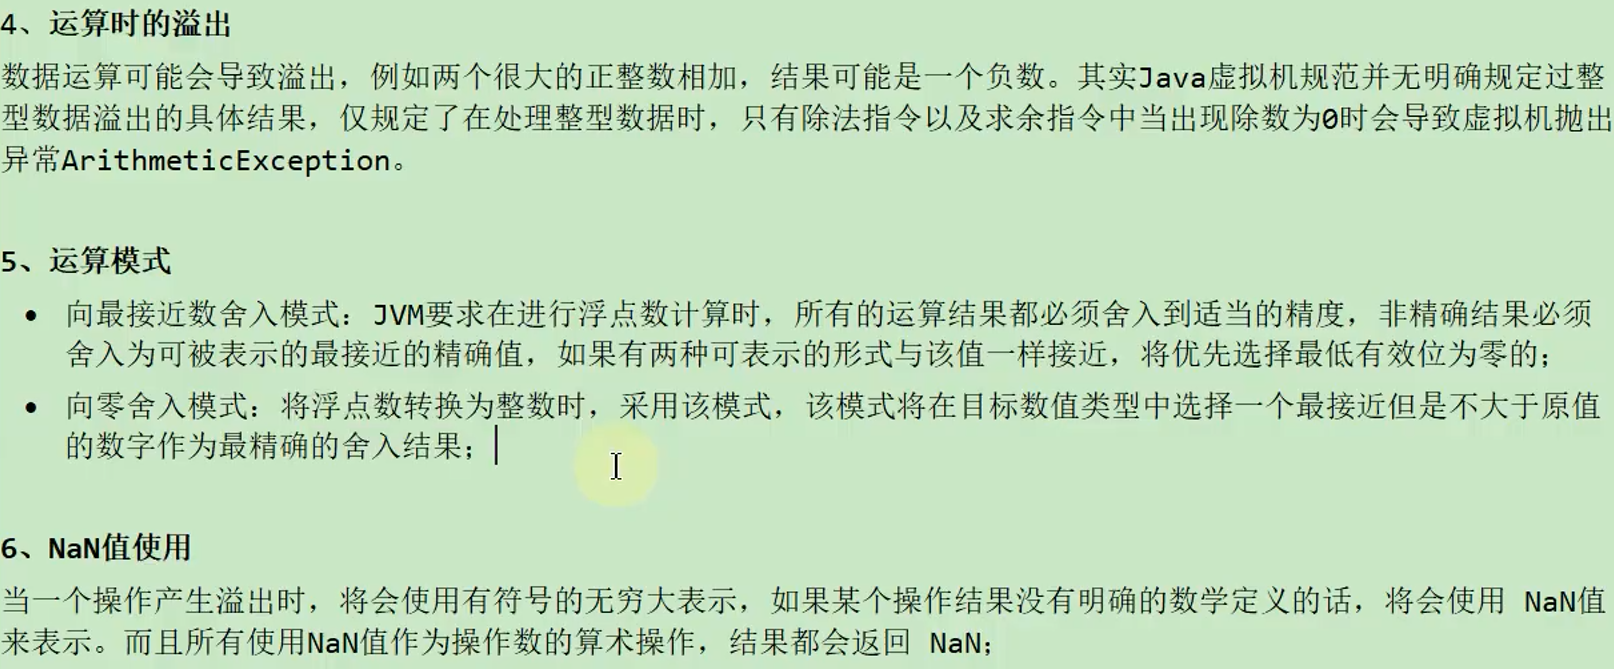 4、运算时的溢出
数据运算可能会导致溢出，例如两个很大的正整数相加，结果可能是一个负数。其实Java虚拟机规范并无明确规定过整
型数据溢出的具体结果，仅规定了在处理整型数据时，只有除法指令以及求余指令中当出现除数为0时会导致虚拟机抛出
异常ArithmeticException。
5、运算模式
• 向最接近数舍入模式：JVM要求在进行浮点数计算时，所有的运算结果都必须舍入到适当的精度，非精确结果必须
舍入为可被表示的最接近的精确值，如果有两种可表示的形式与该值一样接近，将优先选择最低有效位为零的；
• 向零舍入模式：将浮点数转换为整数时，采用该模式，该模式将在目标数值类型中选择一个最接近但是不大于原值
的数字作为最精确的舍入结果；
6、NaN值使用
当一个操作产生溢出时，将会使用有符号的无穷大表示，如果某个操作结果没有明确的数学定义的话，将会使用 NaN值
来表示。而且所有使用NaN值作为操作数的算术操作，结果都会返回 NaN；